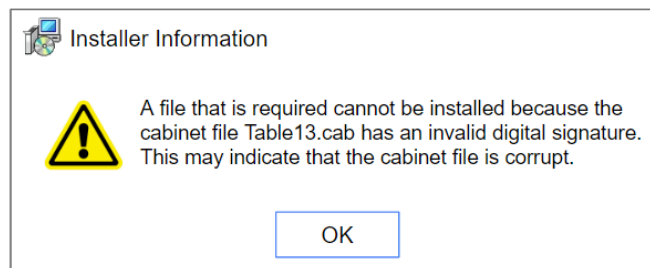 Installer Information
A file that is required cannot be installed because the
cabinet file Table13.cab has an invalid digital signature.
This may indicate that the cabinet file is corrupt.
OK